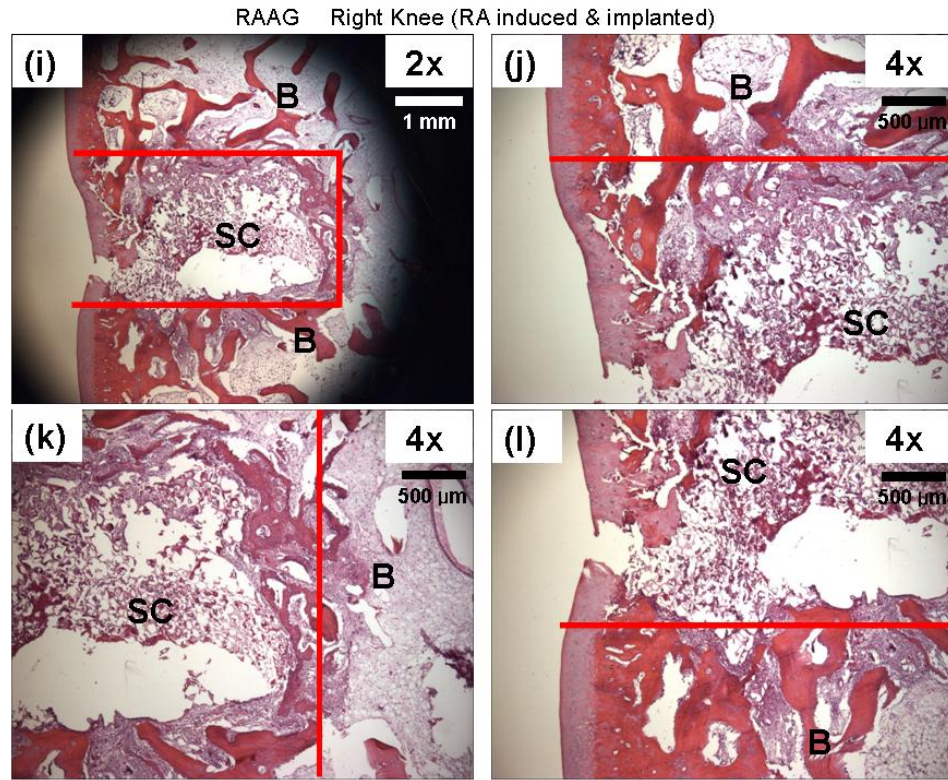 RAAG Right Knee (RA induced & implanted)
(i) 2x
B
1 mm
SC
B
(j) 4x
B
500 µm
SC
(k) 4x
500 µm
B
SC
(l) 4x
SC
500 µm
B